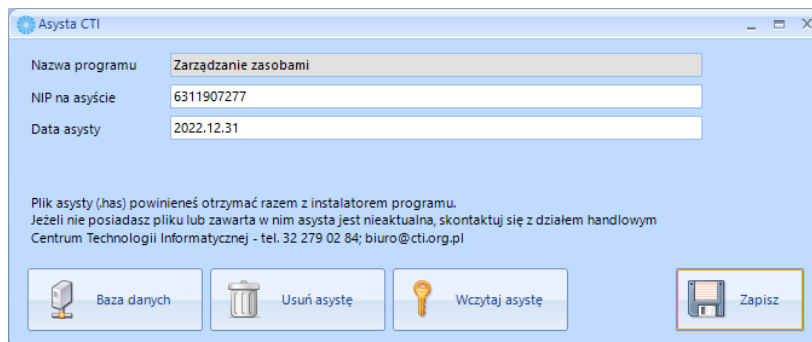 Asysta CTI
Nazwa programu Zarządzanie zasobami
NIP na asyście 6311907277
Data asysty 2022.12.31
Plik asysty (.has) powinieneś otrzymać razem z instalatorem programu.
Jeżeli nie posiadasz pliku lub zawarta w nim asysta jest nieaktualna, skontaktuj się z działem handlowym
Centrum Technologii Informatycznej - tel. 32 279 02 84; biuro@cti.org.pl
Baza danych Usuń asystę Wczytaj asystę Zapisz